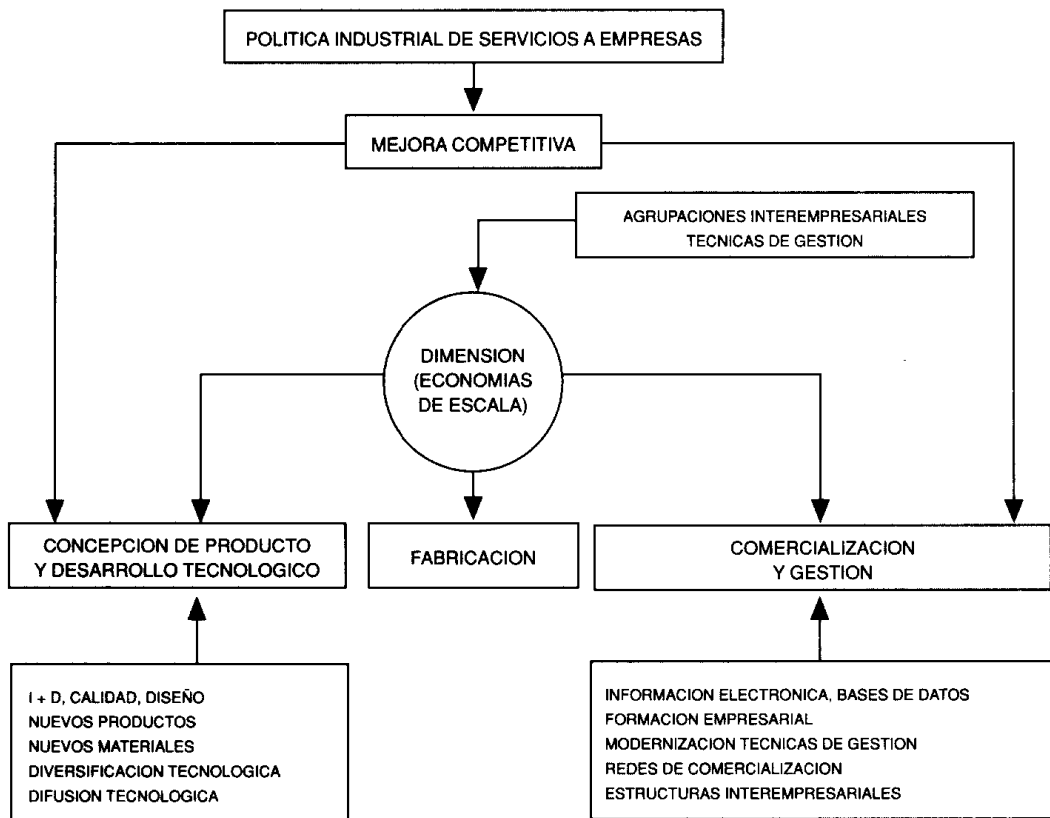 POLITICA INDUSTRIAL DE SERVICIOS A EMPRESAS
MEJORA COMPETITIVA
AGRUPACIONES INTEREMPRESARIALES
TECNICAS DE GESTION
DIMENSION
(ECONOMIAS
DE ESCALA)
CONCEPCION DE PRODUCTO
Y DESARROLLO TECNOLOGICO
FABRICACION
COMERCIALIZACION
Y GESTION
I + D, CALIDAD, DISEÑO
NUEVOS PRODUCTOS
NUEVOS MATERIALES
DIVERSIFICACION TECNOLOGICA
DIFUSION TECNOLOGICA
INFORMACION ELECTRONICA, BASES DE DATOS
FORMACION EMPRESARIAL
MODERNIZACION TECNICAS DE GESTION
REDES DE COMERCIALIZACION
ESTRUCTURAS INTEREMPRESARIALES